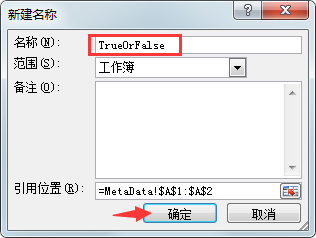 新建名称
名称(N): TrueOrFalse
范围(S): 工作簿
备注(O):
引用位置(R): =MetaData!$A$1:$A$2
确定 取消